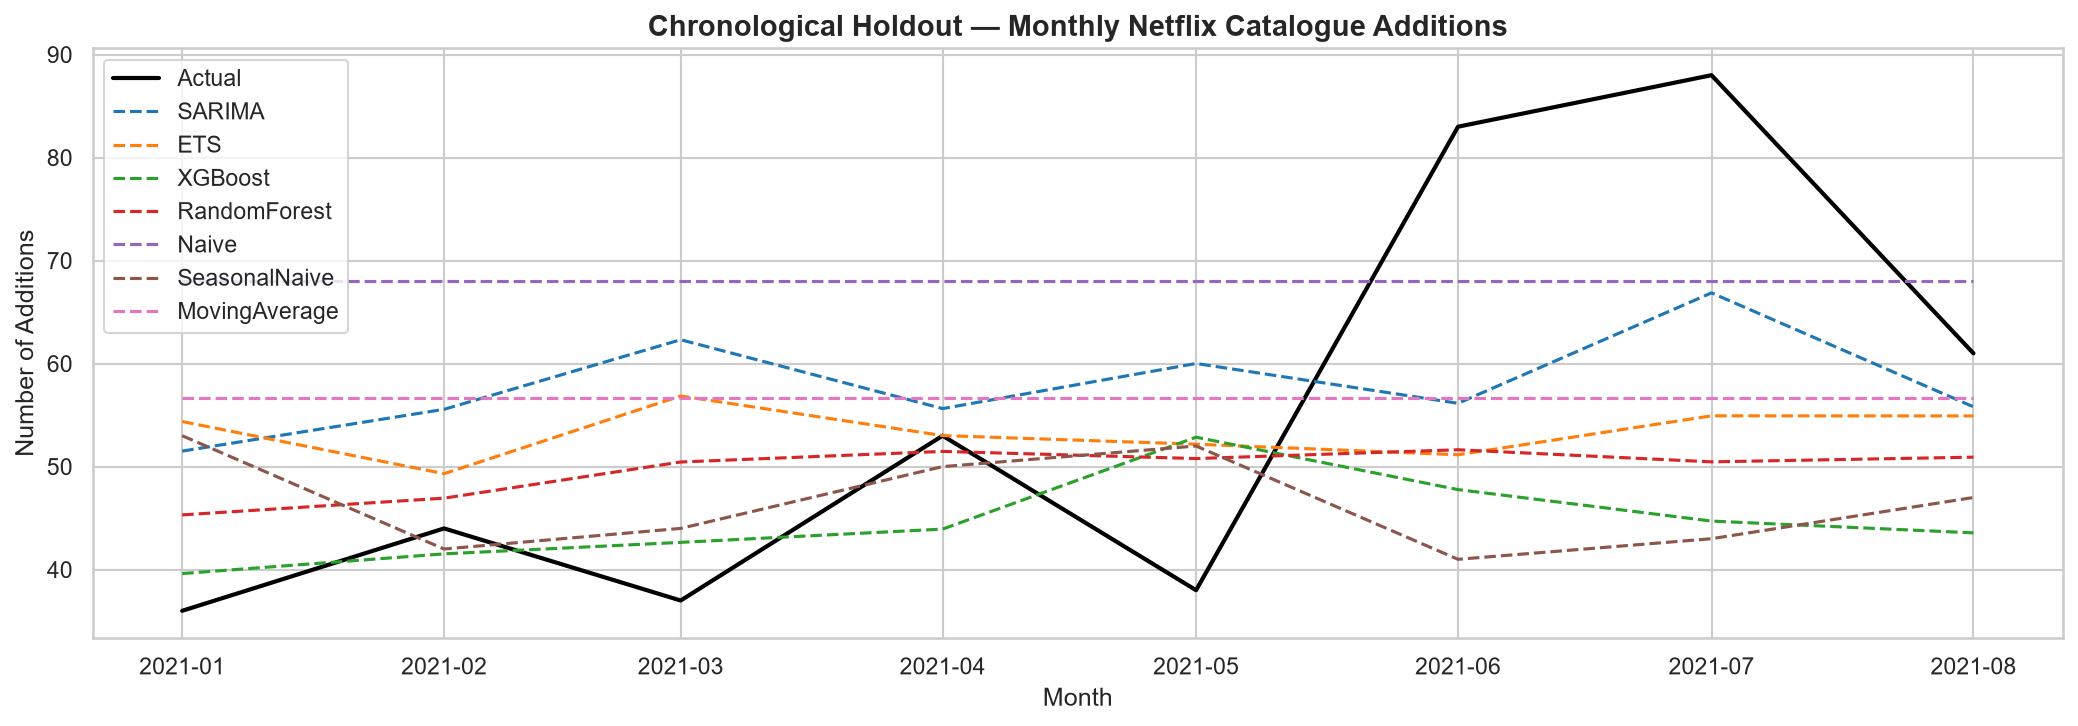 Chronological Holdout — Monthly Netflix Catalogue Additions
Actual
SARIMA
ETS
XGBoost
RandomForest
Naive
SeasonalNaive
MovingAverage
Number of Additions
90
80
70
60
50
40
2021-01 2021-02 2021-03 2021-04 2021-05 2021-06 2021-07 2021-08
Month